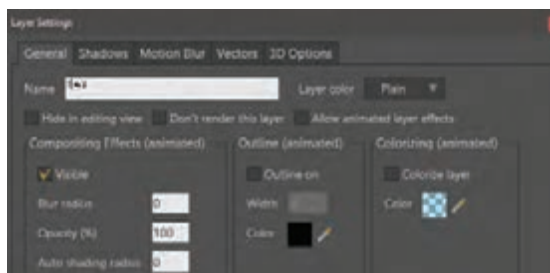 Layer Settings
General Shadows Motion Blur Vectors 3D Options
Name Layer color Plain
Hide in editing view Don't render this layer Allow animated layer effects
Compositing Effects (animated) Outline (animated) Colorizing (animated)
Visible Outline on Colorize layer
Blur radius 0 Width Color
Opacity (%) 100 Color
Auto shading radius 0